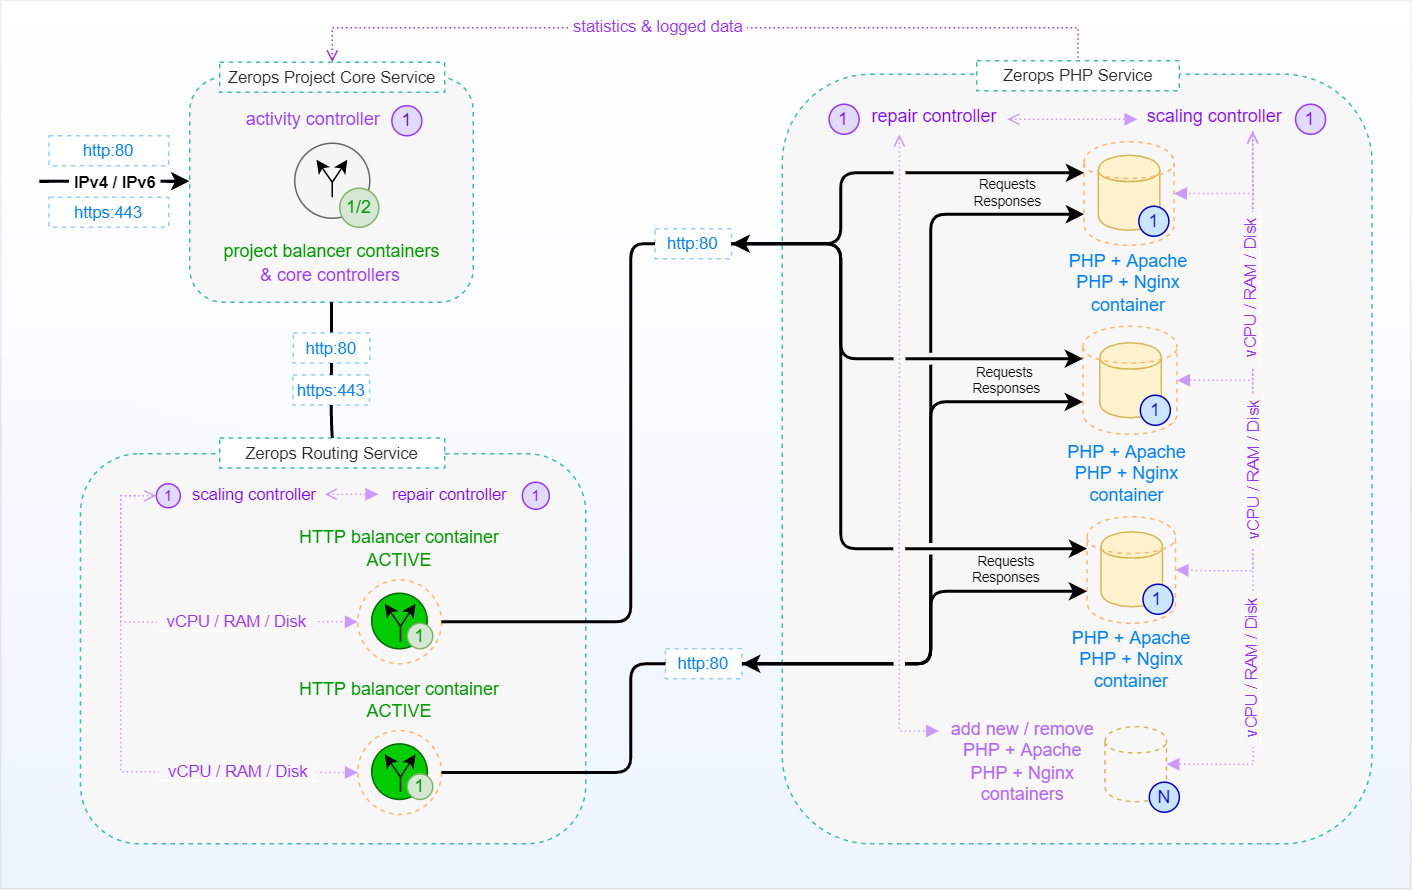 statistics & logged data
Zerops Project Core Service
activity controller
1
http:80
IPv4 / IPv6
https:443
1/2
project balancer containers
& core controllers
http:80
https:443
Zerops Routing Service
1
scaling controller
repair controller
1
HTTP balancer container
ACTIVE
vCPU / RAM / Disk
1
HTTP balancer container
ACTIVE
vCPU / RAM / Disk
1
http:80
http:80
Zerops PHP Service
1
repair controller
scaling controller
1
Requests
Responses
1
PHP + Apache
PHP + Nginx
container
vCPU / RAM / Disk
Requests
Responses
1
PHP + Apache
PHP + Nginx
container
vCPU / RAM / Disk
Requests
Responses
1
PHP + Apache
PHP + Nginx
container
vCPU / RAM / Disk
add new / remove
PHP + Apache
PHP + Nginx
containers
N